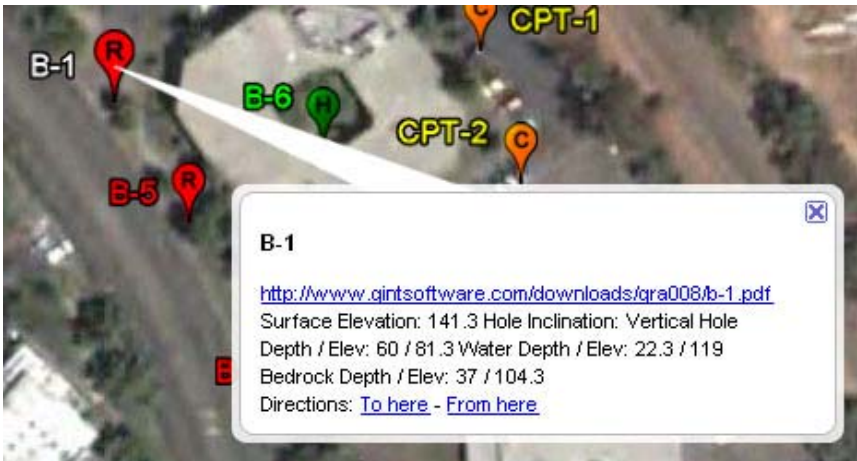 CPT-1
R
B-1
B-6
H
CPT-2
C
B-5
R
B-1
http://www.gintsoftware.com/downloads/gra008/b-1.pdf
Surface Elevation: 141.3 Hole Inclination: Vertical Hole
Depth / Elev: 60 / 81.3 Water Depth / Elev: 22.3 / 119
Bedrock Depth / Elev: 37 / 104.3
Directions: To here - From here